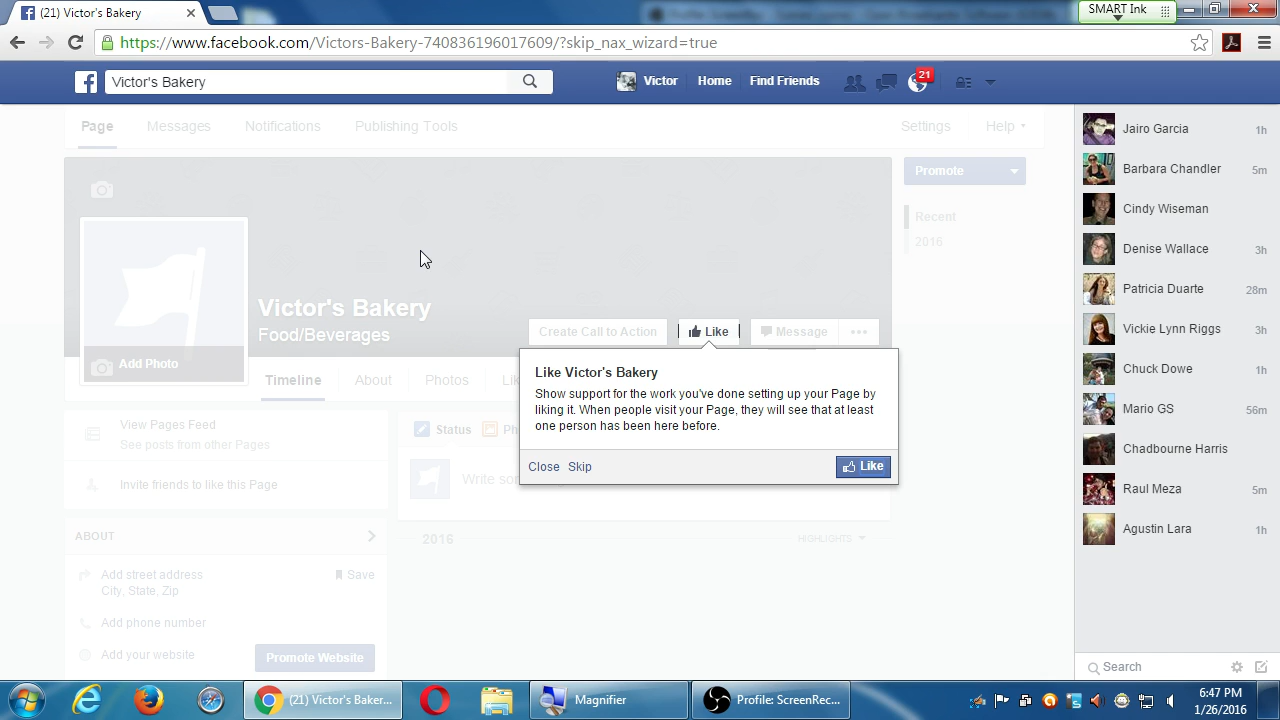 (21) Victor's Bakery
SMART Ink
https://www.facebook.com/Victors-Bakery-740836196017609/?skip_nax_wizard=true
Victor's Bakery
Victor
Home
Find Friends
21
Page
Messages
Notifications
Publishing Tools
Settings
Help
Promote
Recent
2016
Victor's Bakery
Food/Beverages
Add Photo
Create Call to Action
Like
Message
Timeline
About
Photos
Like Victor's Bakery
Show support for the work you've done setting up your Page by
liking it. When people visit your Page, they will see that at least
one person has been here before.
Close
Skip
Like
View Pages Feed
See posts from other Pages
Invite friends to like this Page
Status
Write
ABOUT
Add street address
City, State, Zip
Save
Add phone number
Add your website
Promote Website
2016
HIGHLIGHTS
Jairo Garcia 1h
Barbara Chandler 5m
Cindy Wiseman
Denise Wallace 3h
Patricia Duarte 28m
Vickie Lynn Riggs 3h
Chuck Dowe 1h
Mario GS 56m
Chadbourne Harris
Raul Meza 5m
Agustin Lara 1h
Search
(21) Victor's Baker...
Magnifier
Profile: ScreenRec...
6:47 PM
1/26/2016